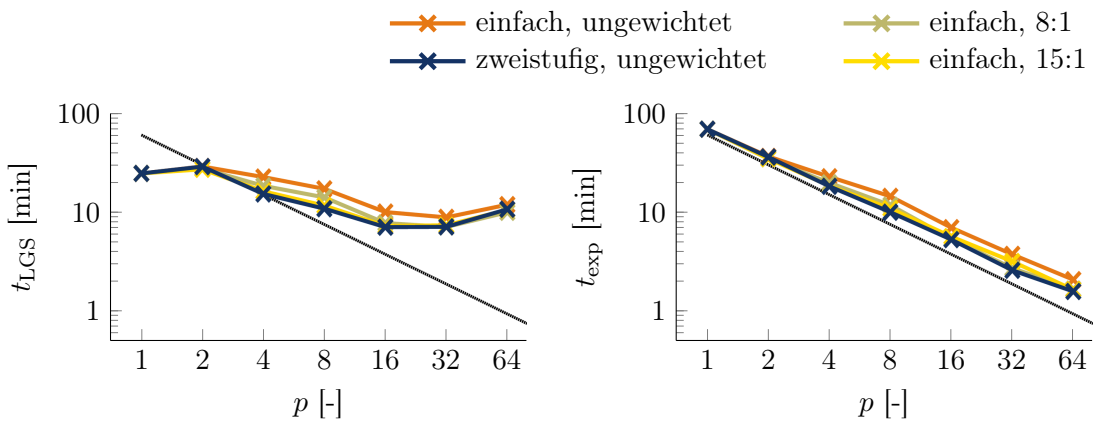 einfach, ungewichtet
einfach, 8:1
zweistufig, ungewichtet
einfach, 15:1
100
10
1
t_LGS [min]
1 2 4 8 16 32 64
p [-]
100
10
1
t_exp [min]
1 2 4 8 16 32 64
p [-]